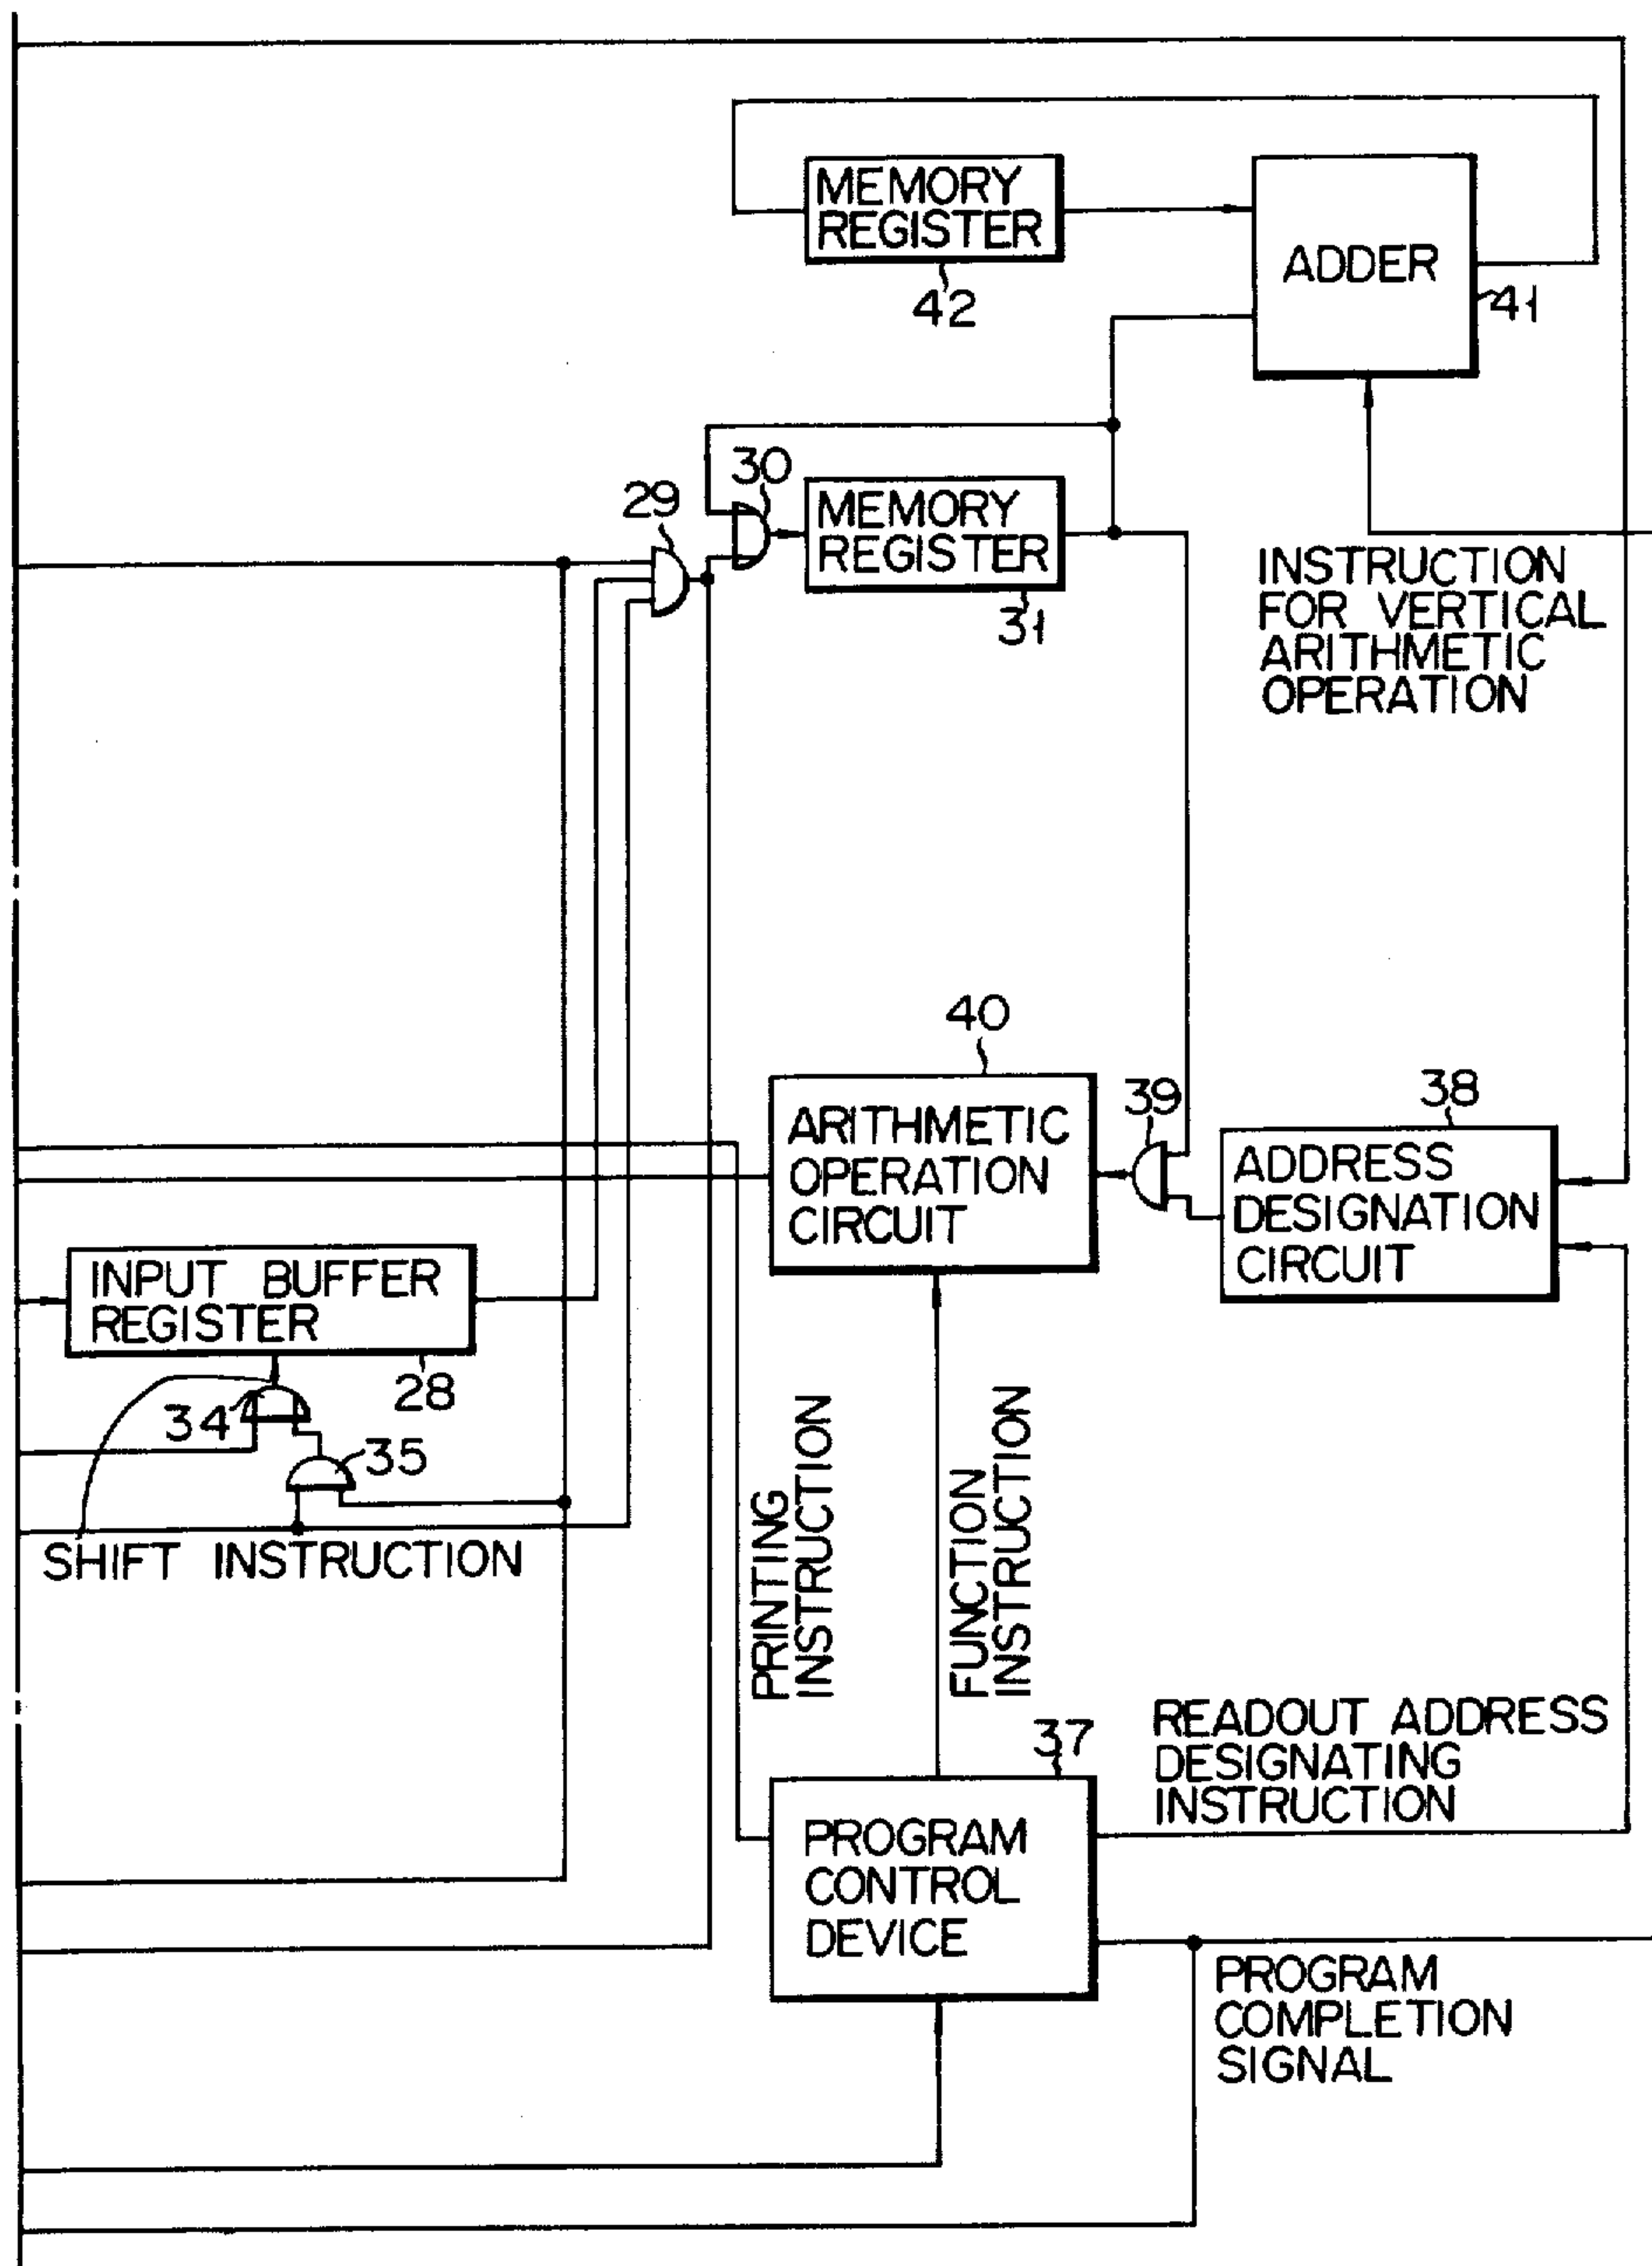 MEMORY
REGISTER
42
ADDER
41
29
30
MEMORY
REGISTER
31
INSTRUCTION
FOR VERTICAL
ARITHMETIC
OPERATION
40
ARITHMETIC
OPERATION
CIRCUIT
39
38
ADDRESS
DESIGNATION
CIRCUIT
INPUT BUFFER
REGISTER
28
34
35
SHIFT INSTRUCTION
PRINTING
INSTRUCTION
FUNCTION
INSTRUCTION
READOUT ADDRESS
DESIGNATING
INSTRUCTION
37
PROGRAM
CONTROL
DEVICE
PROGRAM
COMPLETION
SIGNAL